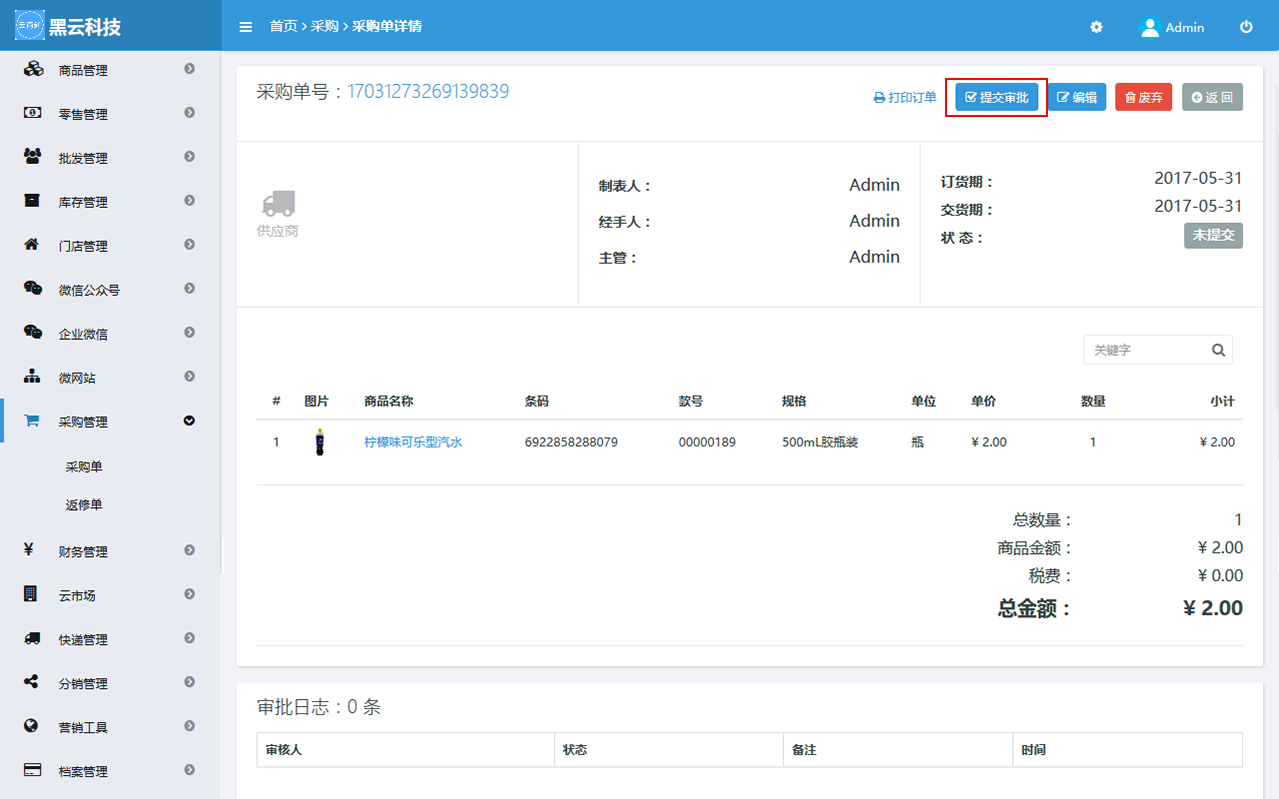 黑云科技
首页 > 采购 > 采购单详情
Admin
商品管理
零售管理
批发管理
库存管理
门店管理
微信公众号
企业微信
微网站
采购管理
采购单
返修单
财务管理
云市场
快递管理
分销管理
营销工具
档案管理
采购单号：17031273269139839
打印订单 提交审批 编辑 废弃 返 回
供应商
制表人： Admin
经手人： Admin
主管： Admin
订货期： 2017-05-31
交货期： 2017-05-31
状 态： 未提交
关键字
# 图片 商品名称 条码 款号 规格 单位 单价 数量 小计
1 柠檬味可乐型汽水 6922858288079 00000189 500mL胶瓶装 瓶 ¥ 2.00 1 ¥ 2.00
总数量： 1
商品金额： ¥ 2.00
税费： ¥ 0.00
总金额： ¥ 2.00
审批日志：0 条
审核人 状态 备注 时间